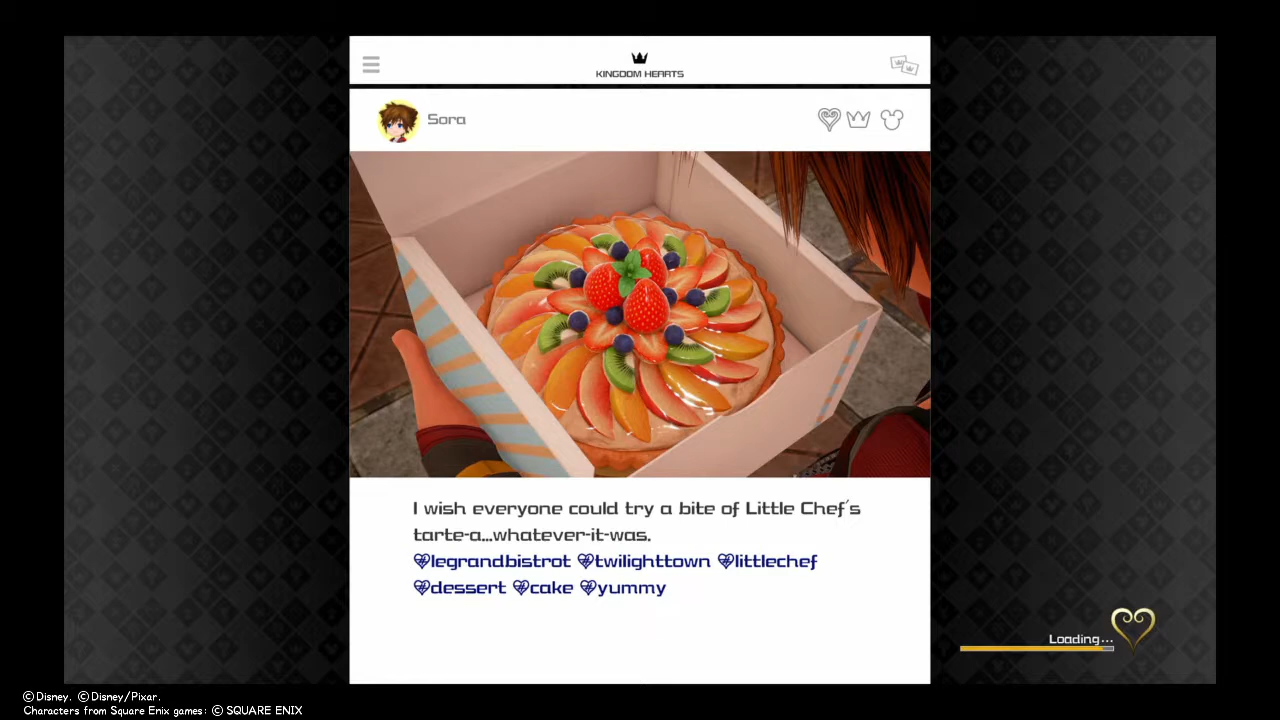 KINGDOM HEARTS
Sora
I wish everyone could try a bite of Little Chef's
tarte-a...whatever-it-was.
legrandbistrot twilighttown littlechef
dessert cake yummy
Loading...
©Disney. ©Disney/Pixar.
Characters from Square Enix games: © SQUARE ENIX